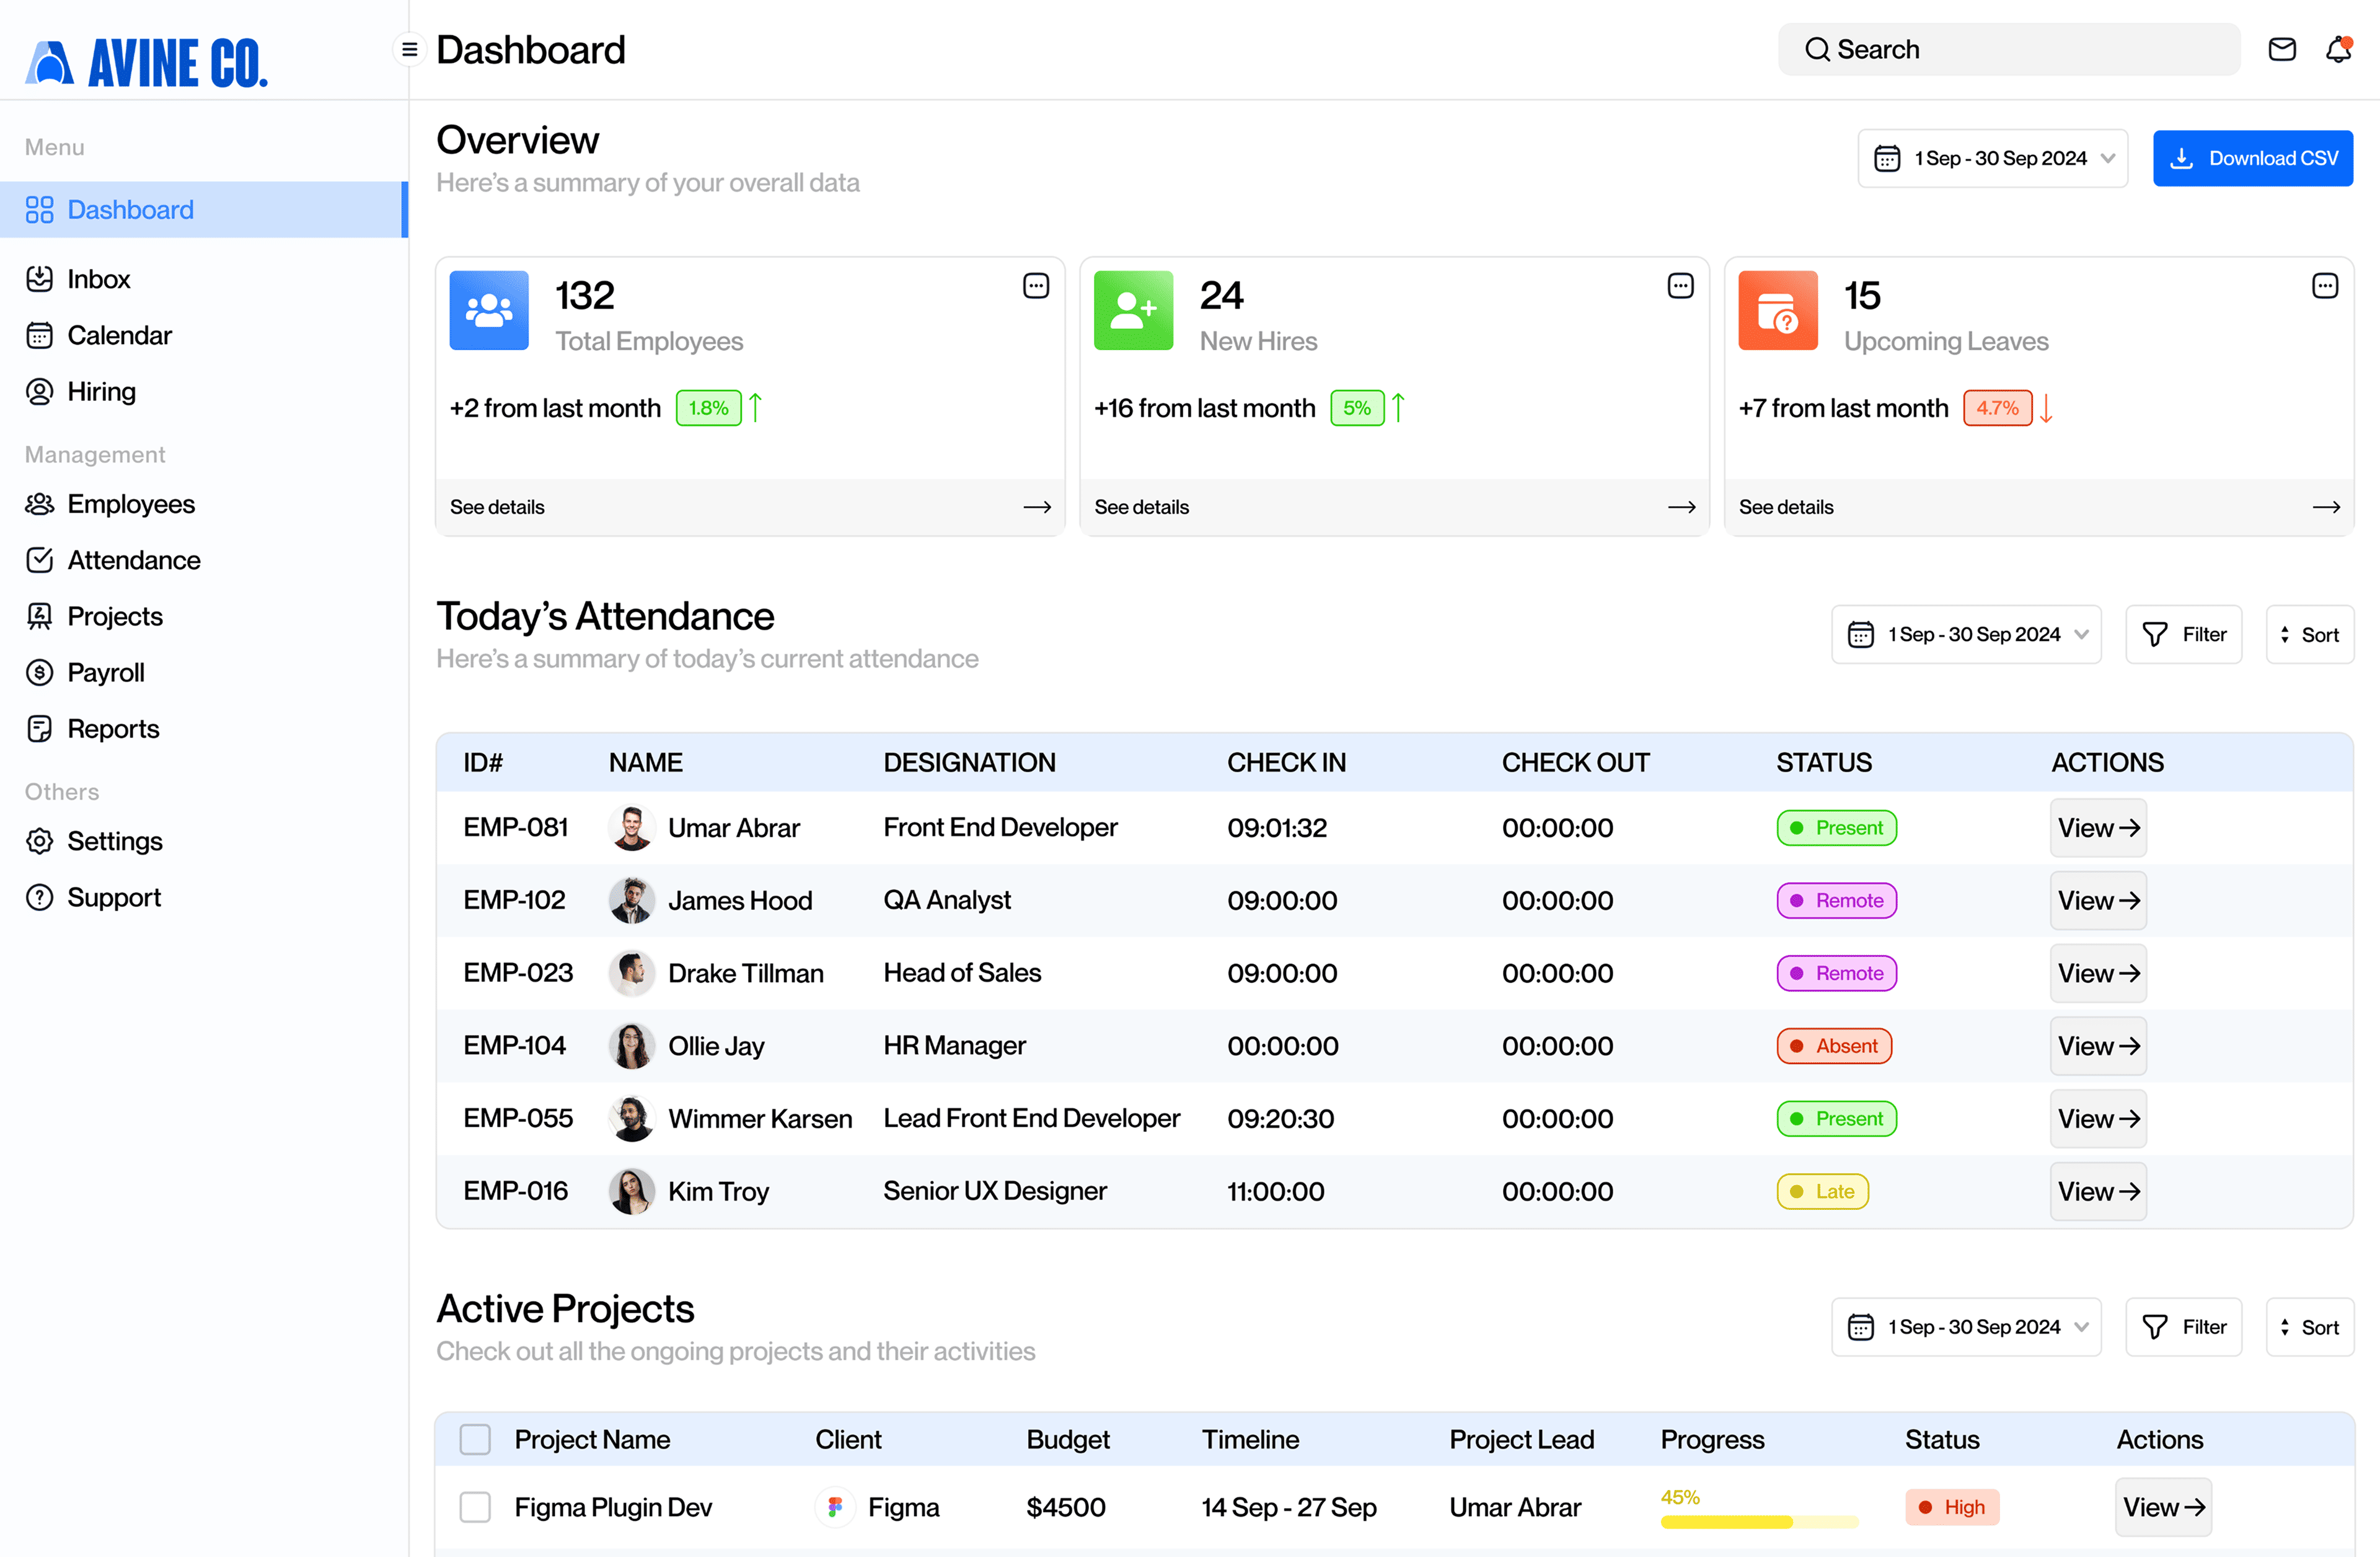 AVINE CO.
Dashboard
Search
Menu
Dashboard
Inbox
Calendar
Hiring
Management
Employees
Attendance
Projects
Payroll
Reports
Others
Settings
Support
Overview
Here’s a summary of your overall data
1 Sep - 30 Sep 2024
Download CSV
132
Total Employees
+2 from last month 1.8%
See details
24
New Hires
+16 from last month 5%
See details
15
Upcoming Leaves
+7 from last month 4.7%
See details
Today’s Attendance
Here’s a summary of today’s current attendance
1 Sep - 30 Sep 2024
Filter
Sort
ID# NAME DESIGNATION CHECK IN CHECK OUT STATUS ACTIONS
EMP-081 Umar Abrar Front End Developer 09:01:32 00:00:00 Present View
EMP-102 James Hood QA Analyst 09:00:00 00:00:00 Remote View
EMP-023 Drake Tillman Head of Sales 09:00:00 00:00:00 Remote View
EMP-104 Ollie Jay HR Manager 00:00:00 00:00:00 Absent View
EMP-055 Wimmer Karsen Lead Front End Developer 09:20:30 00:00:00 Present View
EMP-016 Kim Troy Senior UX Designer 11:00:00 00:00:00 Late View
Active Projects
Check out all the ongoing projects and their activities
1 Sep - 30 Sep 2024
Filter
Sort
Project Name Client Budget Timeline Project Lead Progress Status Actions
Figma Plugin Dev Figma $4500 14 Sep - 27 Sep Umar Abrar 45% High View